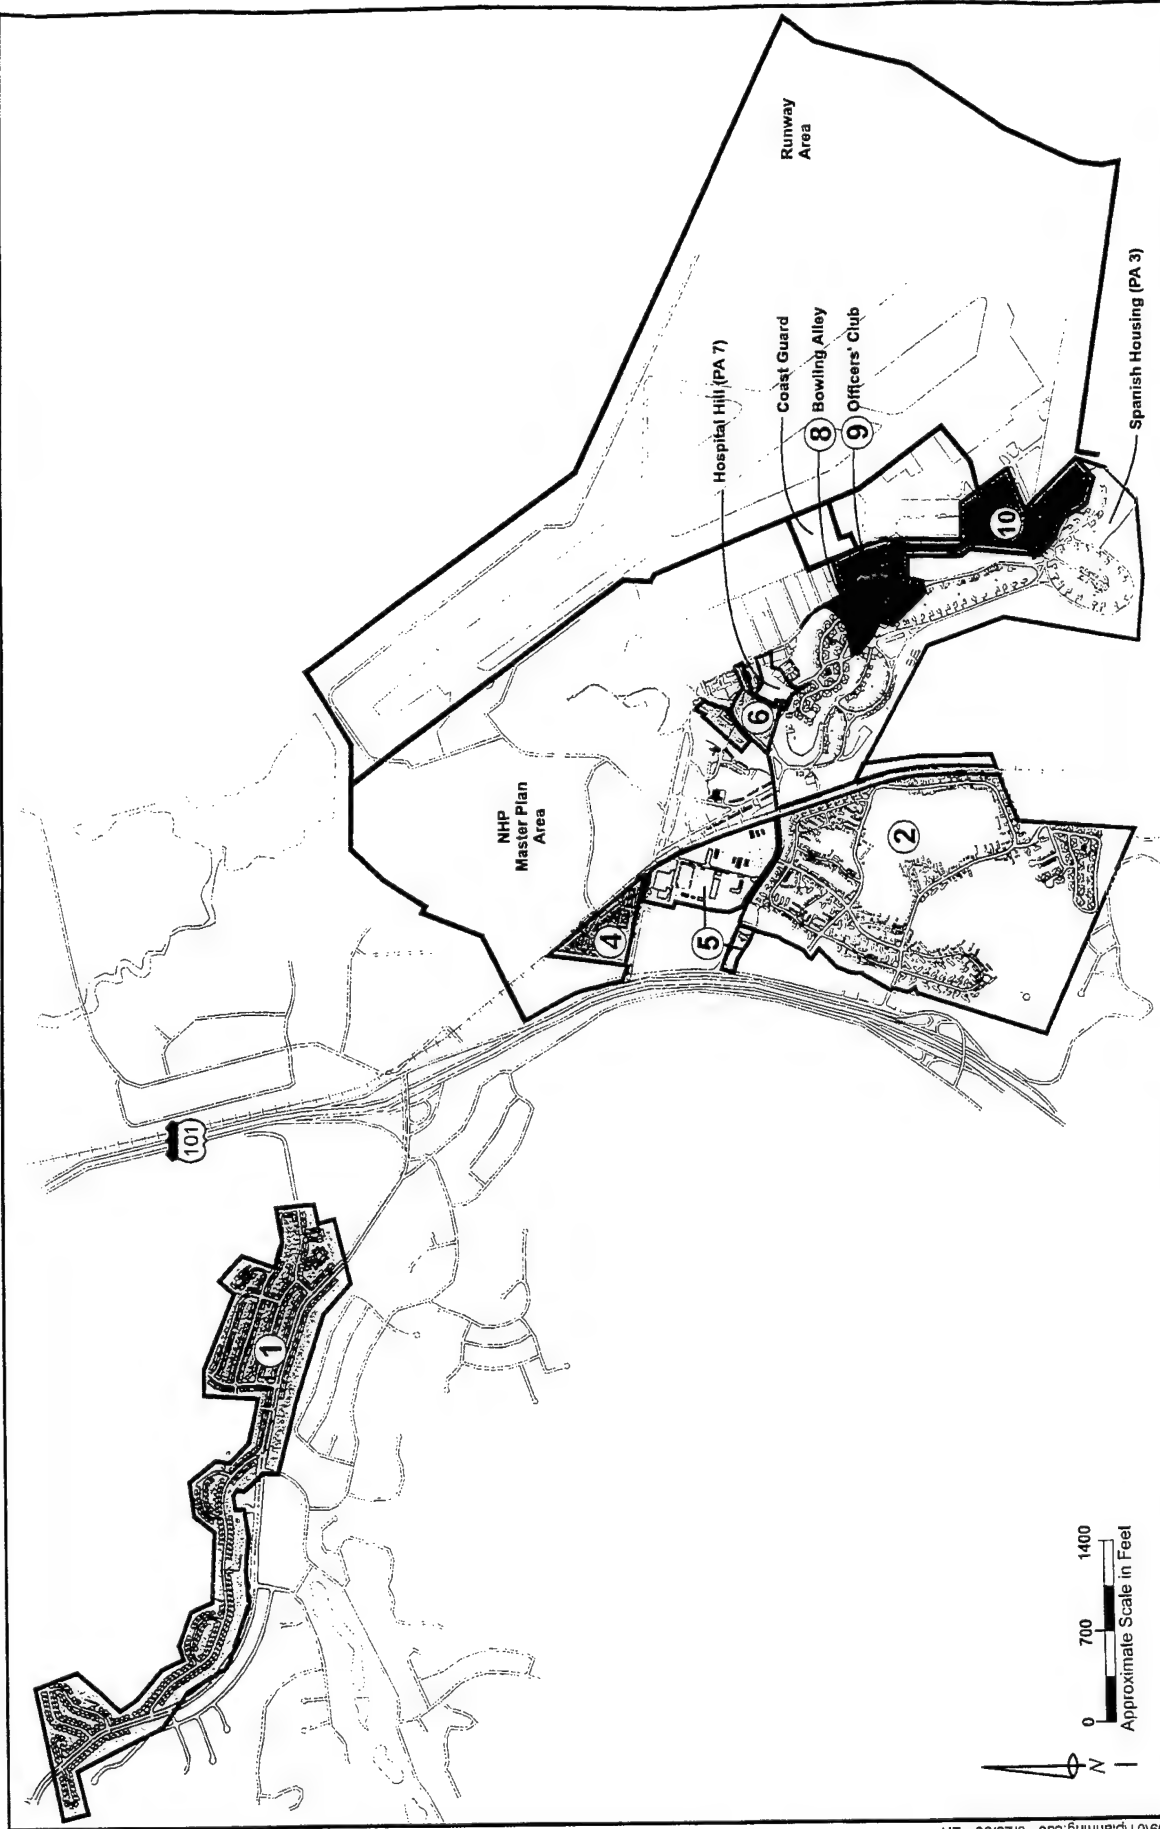 101
1
NHP
Master Plan
Area
Runway
Area
4
5
2
6
Hospital Hill (PA 7)
Coast Guard
8 Bowling Alley
9 Officers' Club
10
Spanish Housing (PA 3)
0 700 1400
Approximate Scale in Feet
N